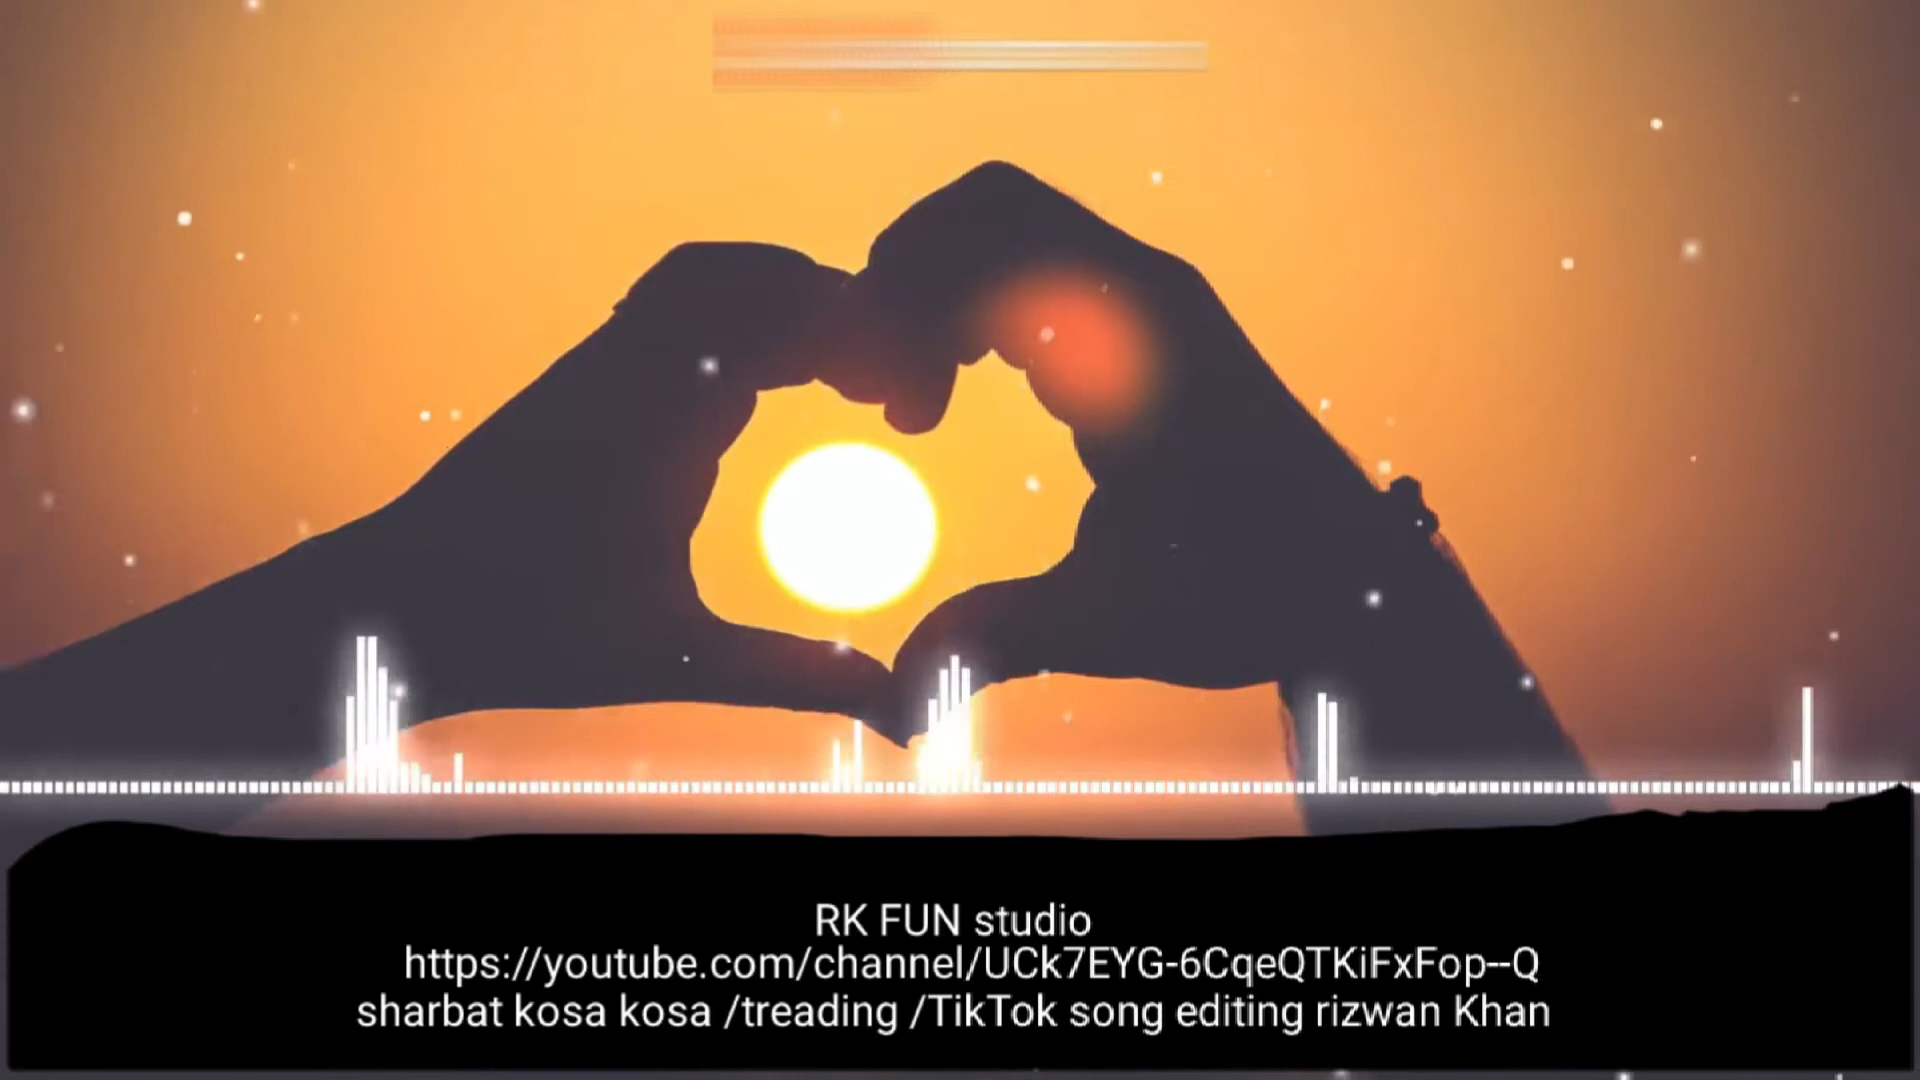 RK FUN studio
https://youtube.com/channel/UCk7EYG-6CqeQTKiFxFop--Q
sharbat kosa kosa /treading /TikTok song editing rizwan Khan